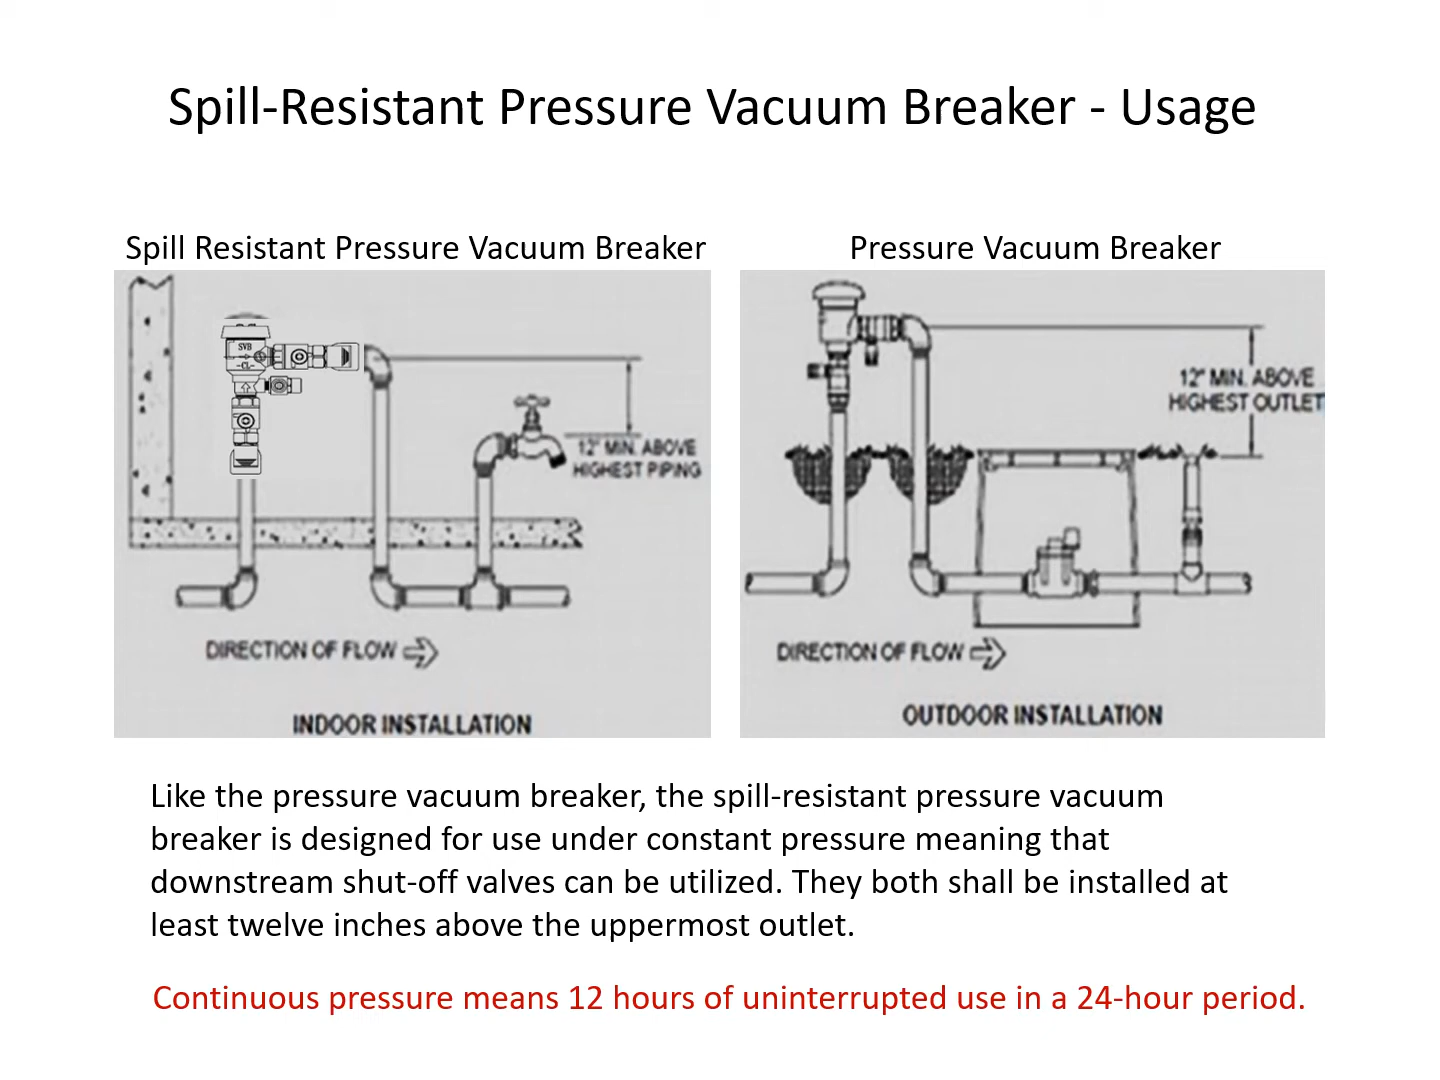 Spill-Resistant Pressure Vacuum Breaker - Usage
Spill Resistant Pressure Vacuum Breaker
Pressure Vacuum Breaker
SVB
-CL-
12" MIN. ABOVE
HIGHEST PIPING
DIRECTION OF FLOW
INDOOR INSTALLATION
12" MIN. ABOVE
HIGHEST OUTLET
DIRECTION OF FLOW
OUTDOOR INSTALLATION
Like the pressure vacuum breaker, the spill-resistant pressure vacuum
breaker is designed for use under constant pressure meaning that
downstream shut-off valves can be utilized. They both shall be installed at
least twelve inches above the uppermost outlet.
Continuous pressure means 12 hours of uninterrupted use in a 24-hour period.